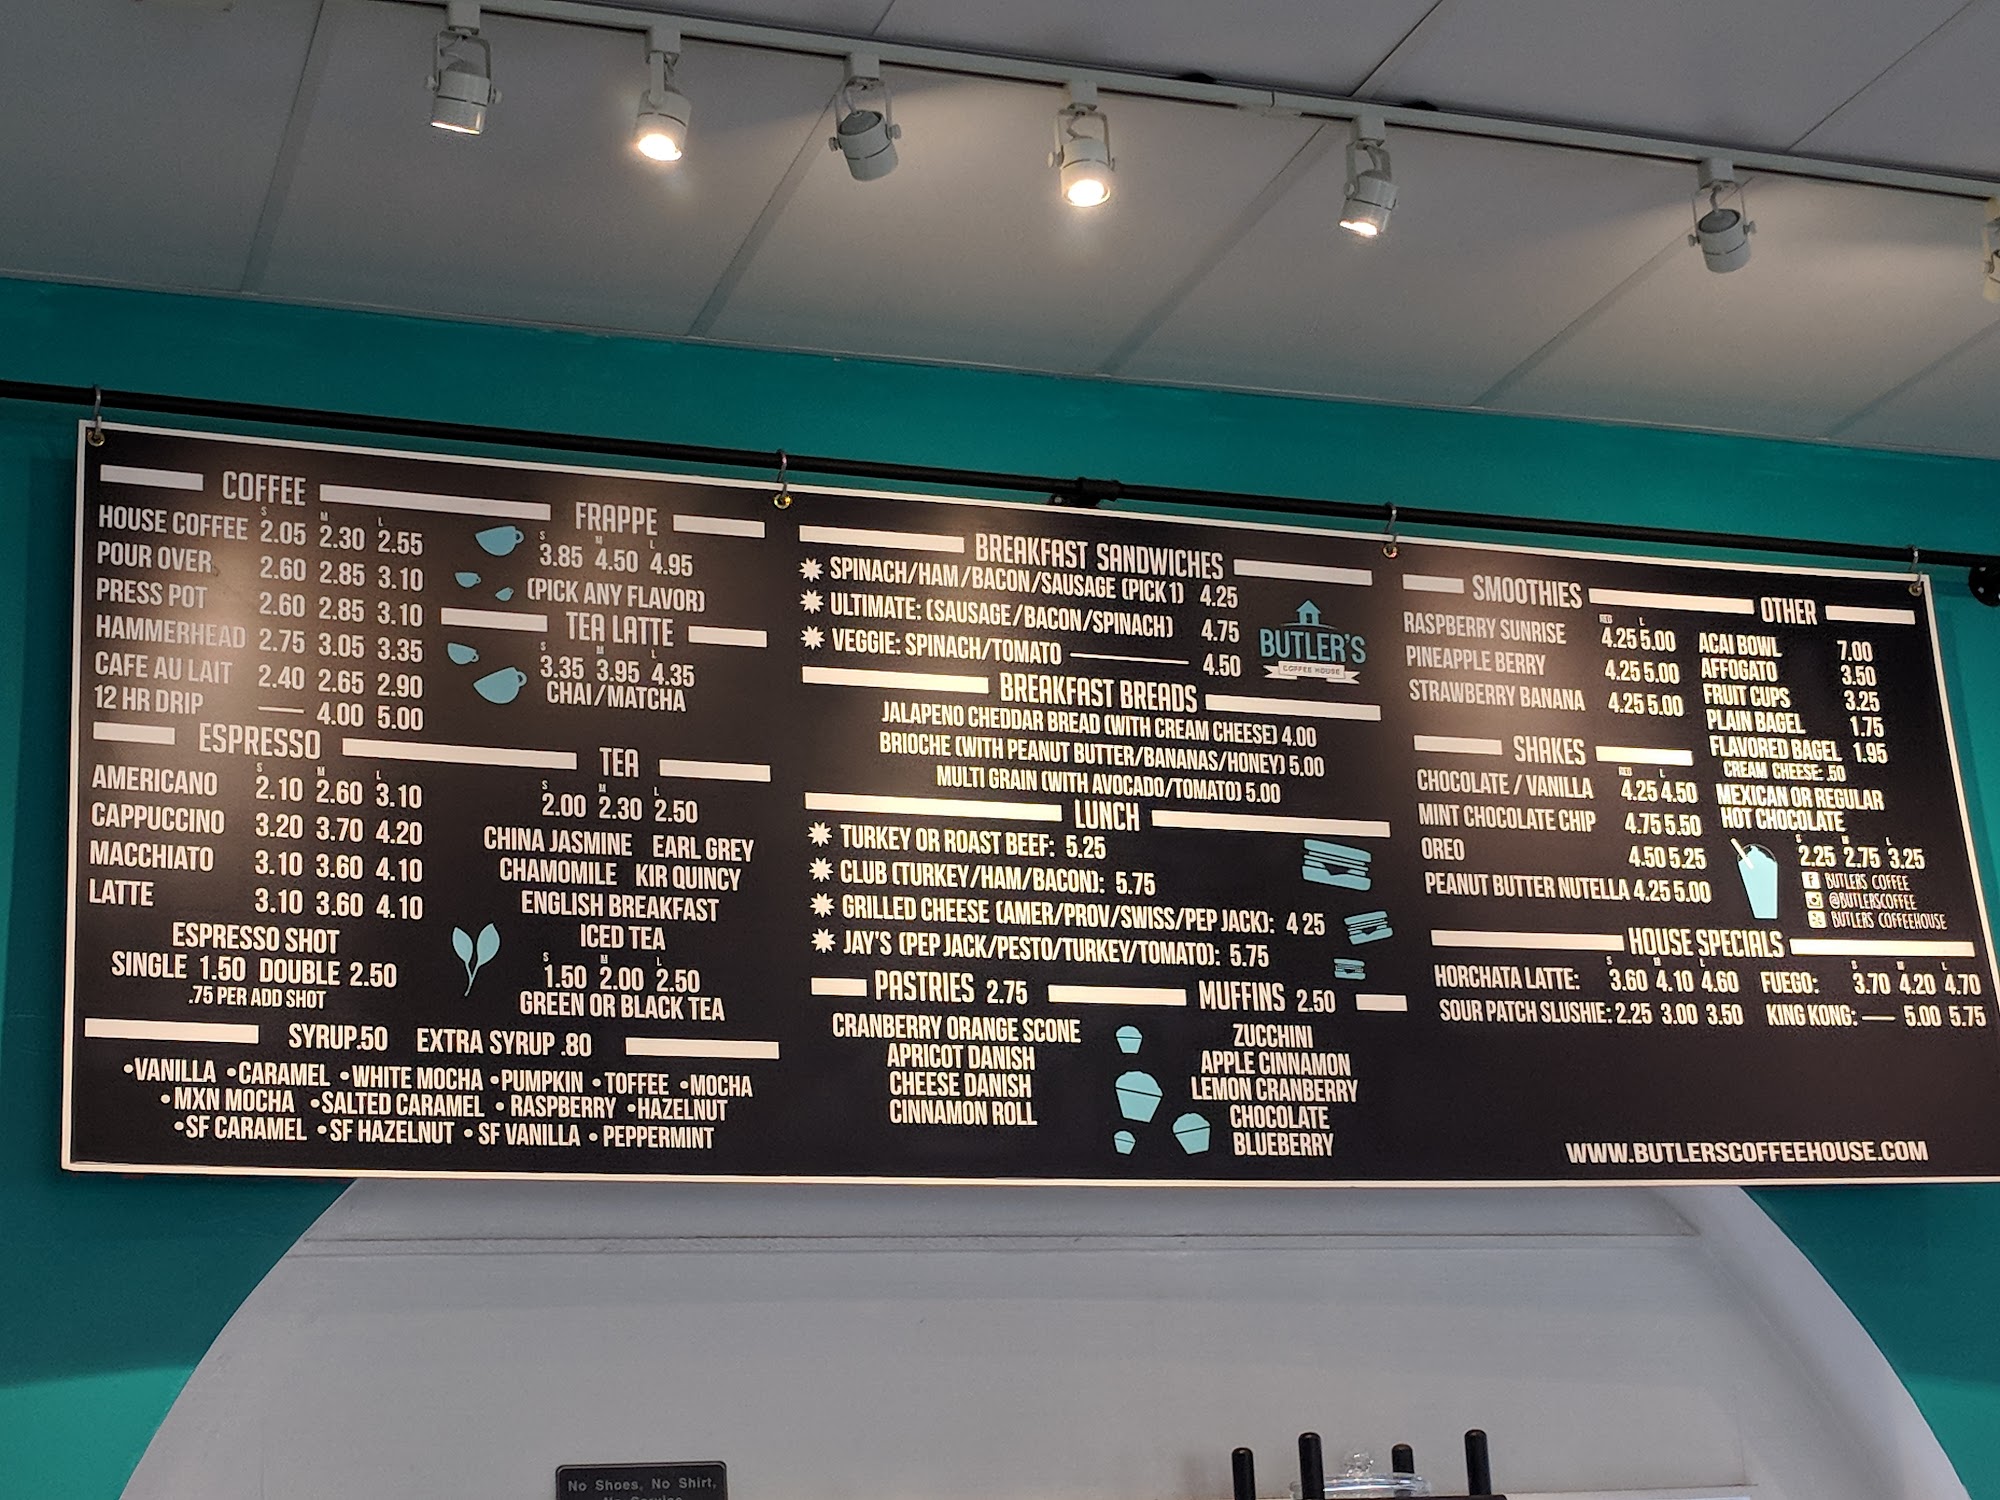 COFFEE
S M L
HOUSE COFFEE 2.05 2.30 2.55
POUR OVER 2.60 2.85 3.10
PRESS POT 2.60 2.85 3.10
HAMMERHEAD 2.75 3.05 3.35
CAFE AU LAIT 2.40 2.65 2.90
12 HR DRIP 4.00 5.00
ESPRESSO
S M L
AMERICANO 2.10 2.60 3.10
CAPPUCCINO 3.20 3.70 4.20
MACCHIATO 3.10 3.60 4.10
LATTE 3.10 3.60 4.10
ESPRESSO SHOT
SINGLE 1.50 DOUBLE 2.50
.75 PER ADD SHOT
FRAPPE
S M L
3.85 4.50 4.95
(PICK ANY FLAVOR)
TEA LATTE
S M L
3.35 3.95 4.35
CHAI/MATCHA
TEA
S M L
2.00 2.30 2.50
CHINA JASMINE EARL GREY
CHAMOMILE KIR QUINCY
ENGLISH BREAKFAST
ICED TEA
S M L
1.50 2.00 2.50
GREEN OR BLACK TEA
SYRUP.50 EXTRA SYRUP .80
•VANILLA •CARAMEL •WHITE MOCHA •PUMPKIN •TOFFEE •MOCHA
•MXN MOCHA •SALTED CARAMEL •RASPBERRY •HAZELNUT
•SF CARAMEL •SF HAZELNUT •SF VANILLA •PEPPERMINT
BREAKFAST SANDWICHES
SPINACH/HAM/BACON/SAUSAGE (PICK 1) 4.25
ULTIMATE: (SAUSAGE/BACON/SPINACH) 4.75
VEGGIE: SPINACH/TOMATO 4.50
BUTLER'S
COFFEE HOUSE
BREAKFAST BREADS
JALAPENO CHEDDAR BREAD (WITH CREAM CHEESE) 4.00
BRIOCHE (WITH PEANUT BUTTER/BANANAS/HONEY) 5.00
MULTI GRAIN (WITH AVOCADO/TOMATO) 5.00
LUNCH
TURKEY OR ROAST BEEF: 5.25
CLUB (TURKEY/HAM/BACON): 5.75
GRILLED CHEESE (AMER/PROV/SWISS/PEP JACK): 4 25
JAY'S (PEP JACK/PESTO/TURKEY/TOMATO): 5.75
PASTRIES 2.75
CRANBERRY ORANGE SCONE
APRICOT DANISH
CHEESE DANISH
CINNAMON ROLL
MUFFINS 2.50
ZUCCHINI
APPLE CINNAMON
LEMON CRANBERRY
CHOCOLATE
BLUEBERRY
SMOOTHIES
REG L
RASPBERRY SUNRISE 4.25 5.00
PINEAPPLE BERRY 4.25 5.00
STRAWBERRY BANANA 4.25 5.00
SHAKES
REG L
CHOCOLATE / VANILLA 4.25 4.50
MINT CHOCOLATE CHIP 4.75 5.50
OREO 4.50 5.25
PEANUT BUTTER NUTELLA 4.25 5.00
OTHER
ACAI BOWL 7.00
AFFOGATO 3.50
FRUIT CUPS 3.25
PLAIN BAGEL 1.75
FLAVORED BAGEL 1.95
CREAM CHEESE: .50
MEXICAN OR REGULAR
HOT CHOCOLATE
S M L
2.25 2.75 3.25
BUTLERS COFFEE
@BUTLERSCOFFEE
BUTLERS COFFEEHOUSE
HOUSE SPECIALS
S M L S M L
HORCHATA LATTE: 3.60 4.10 4.60 FUEGO: 3.70 4.20 4.70
SOUR PATCH SLUSHIE: 2.25 3.00 3.50 KING KONG: 5.00 5.75
WWW.BUTLERSCOFFEEHOUSE.COM
No Shoes, No Shirt,